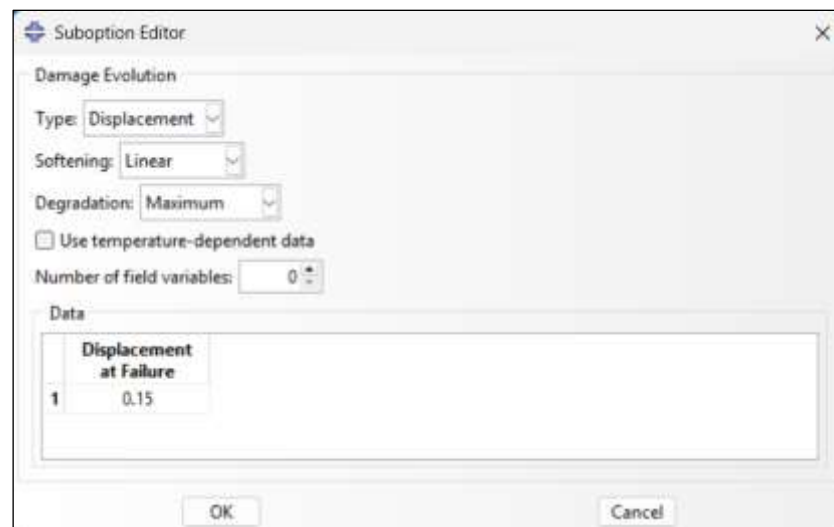 Suboption Editor
Damage Evolution
Type: Displacement
Softening: Linear
Degradation: Maximum
Use temperature-dependent data
Number of field variables: 0
Data
Displacement
at Failure
1 0.15
OK Cancel